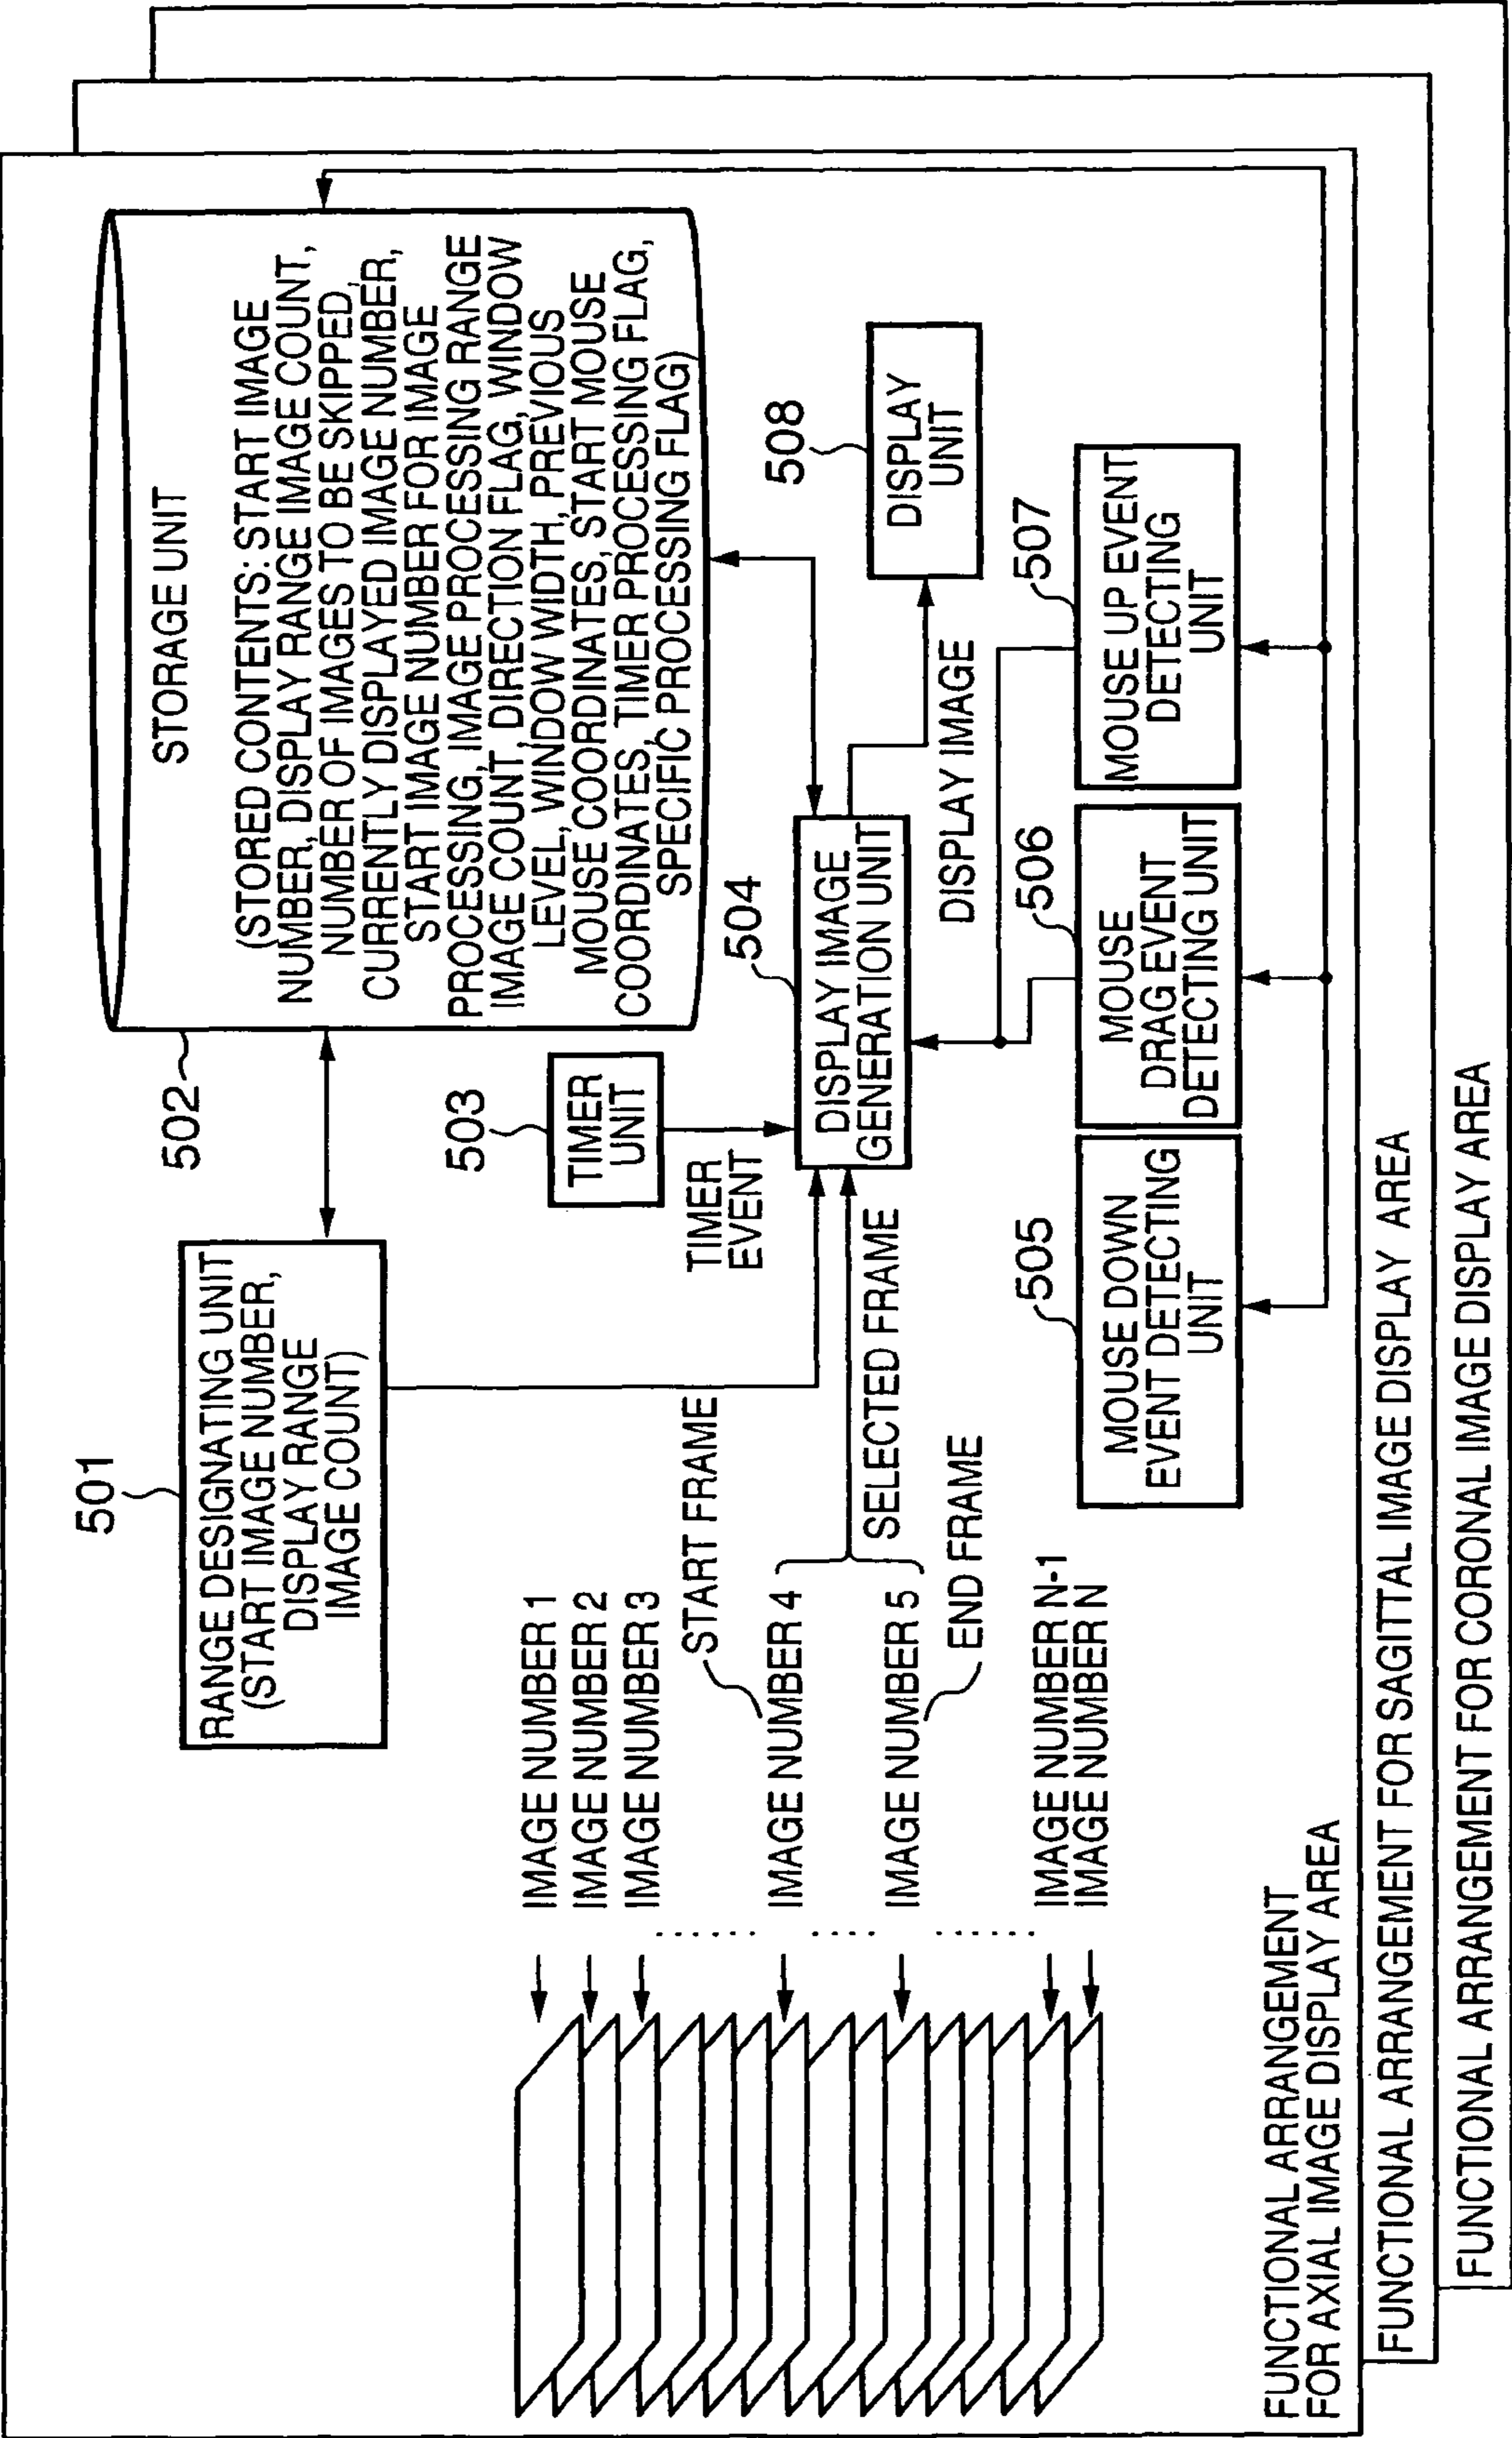 501
RANGE DESIGNATING UNIT
(START IMAGE NUMBER,
DISPLAY RANGE
IMAGE COUNT)
502
STORAGE UNIT
(STORED CONTENTS: START IMAGE
NUMBER, DISPLAY RANGE IMAGE COUNT,
NUMBER OF IMAGES TO BE SKIPPED,
CURRENTLY DISPLAYED IMAGE NUMBER,
START IMAGE NUMBER FOR IMAGE
PROCESSING, IMAGE PROCESSING RANGE
IMAGE COUNT, DIRECTION FLAG, WINDOW
LEVEL, WINDOW WIDTH, PREVIOUS
MOUSE COORDINATES, START MOUSE
COORDINATES, TIMER PROCESSING FLAG,
SPECIFIC PROCESSING FLAG)
503
TIMER
UNIT
TIMER
EVENT
IMAGE NUMBER 1
IMAGE NUMBER 2
IMAGE NUMBER 3
START FRAME
IMAGE NUMBER 4
SELECTED FRAME
IMAGE NUMBER 5
END FRAME
IMAGE NUMBER N-1
IMAGE NUMBER N
504
DISPLAY IMAGE
GENERATION UNIT
DISPLAY IMAGE
508
DISPLAY
UNIT
505
MOUSE DOWN
EVENT DETECTING
UNIT
506
MOUSE
DRAG EVENT
DETECTING UNIT
507
MOUSE UP EVENT
DETECTING
UNIT
FUNCTIONAL ARRANGEMENT
FOR AXIAL IMAGE DISPLAY AREA
FUNCTIONAL ARRANGEMENT FOR SAGITTAL IMAGE DISPLAY AREA
FUNCTIONAL ARRANGEMENT FOR CORONAL IMAGE DISPLAY AREA